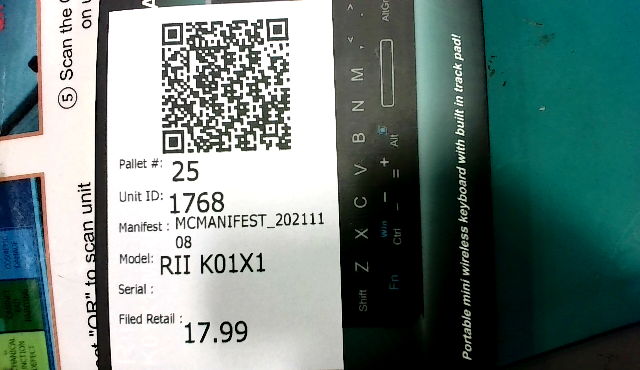 Pallet #: 25
Unit ID: 1768
Manifest : MCMANIFEST_202111
08
Model: RII K01X1
Serial :
Filed Retail : 17.99
⑤ Scan the
"QR" to scan unit
Shift Z X C V B N M , < . >
Fn Ctrl Win Alt AltGr
- _ = +
Portable mini wireless keyboard with built in track pad!